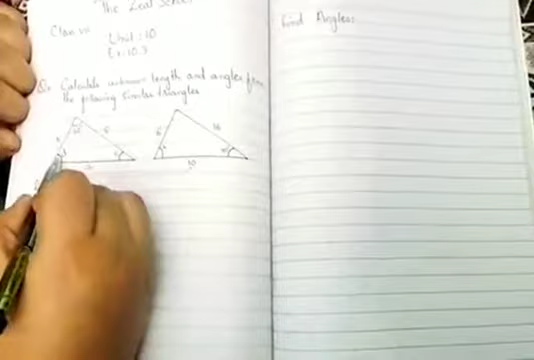 The Zeal School
Class VII
Unit: 10
Ex: 10.3
Q: Calculate unknown length and angles from
the following similar triangles
6
10
Find Angles: